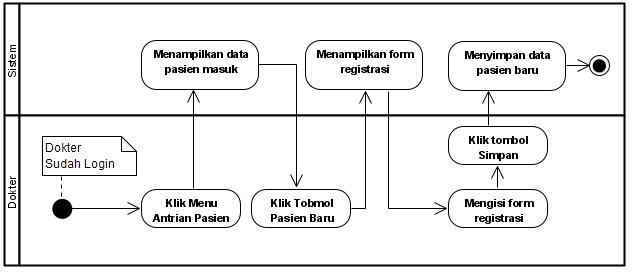 Sistem
Menampilkan data
pasien masuk
Menampilkan form
registrasi
Menyimpan data
pasien baru
Dokter
Dokter
Sudah Login
Klik Menu
Antrian Pasien
Klik Tobmol
Pasien Baru
Klik tombol
Simpan
Mengisi form
registrasi